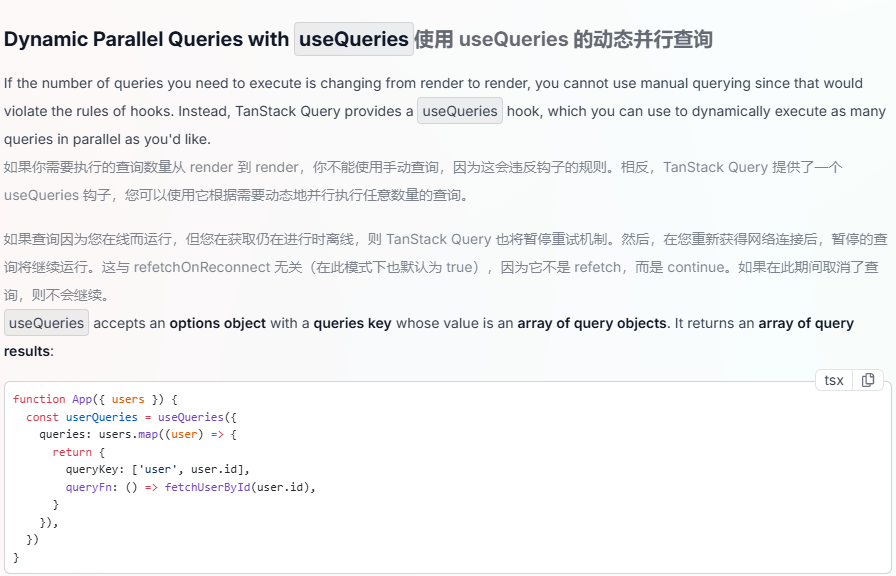 Dynamic Parallel Queries with useQueries使用 useQueries 的动态并行查询
If the number of queries you need to execute is changing from render to render, you cannot use manual querying since that would
violate the rules of hooks. Instead, TanStack Query provides a useQueries hook, which you can use to dynamically execute as many
queries in parallel as you'd like.
如果你需要执行的查询数量从 render 到 render，你不能使用手动查询，因为这会违反钩子的规则。相反，TanStack Query 提供了一个
useQueries 钩子，您可以使用它根据需要动态地并行执行任意数量的查询。
如果查询因为您在线而运行，但您在获取仍在进行时离线，则 TanStack Query 也将暂停重试机制。然后，在您重新获得网络连接后，暂停的查
询将继续运行。这与 refetchOnReconnect 无关（在此模式下也默认为 true），因为它不是 refetch，而是 continue。如果在此期间取消了查
询，则不会继续。
useQueries accepts an options object with a queries key whose value is an array of query objects. It returns an array of query
results:
tsx
function App({ users }) {
  const userQueries = useQueries({
    queries: users.map((user) => {
      return {
        queryKey: ['user', user.id],
        queryFn: () => fetchUserById(user.id),
      }
    }),
  })
}